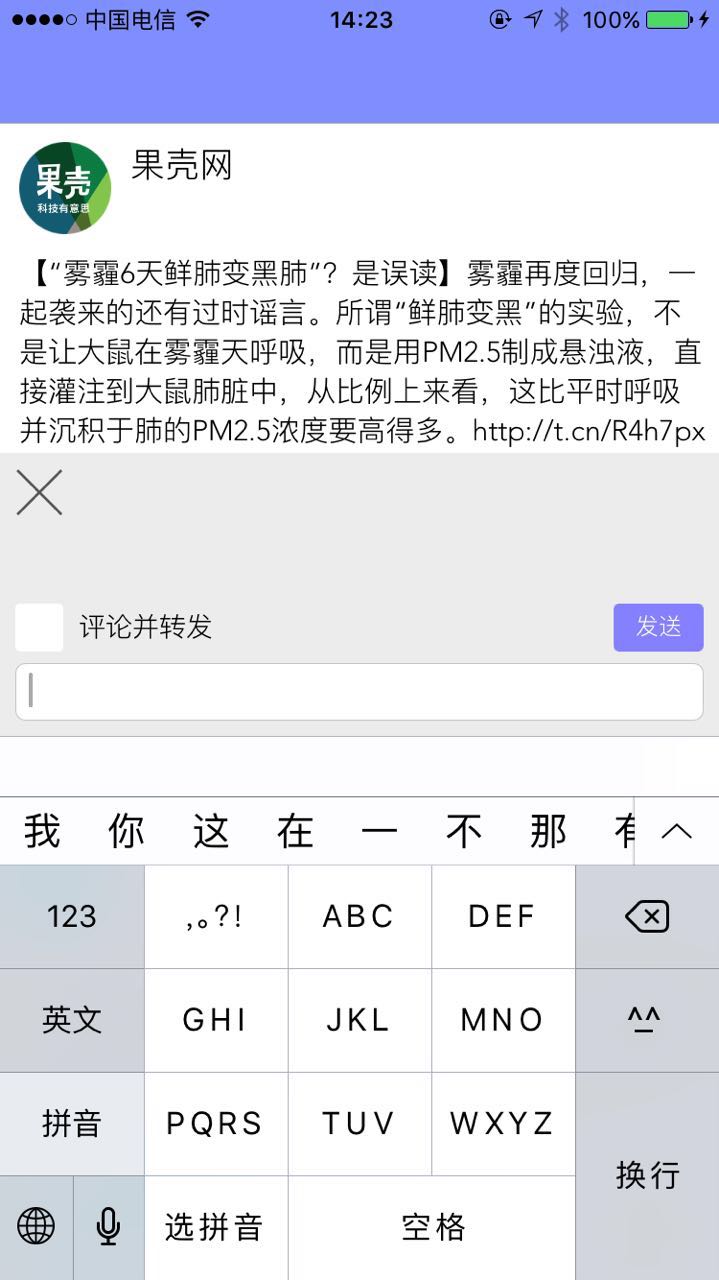 中国电信 14:23 100%
果壳
科技有意思
果壳网
【“雾霾6天鲜肺变黑肺”？是误读】雾霾再度回归，一
起袭来的还有过时谣言。所谓“鲜肺变黑”的实验，不
是让大鼠在雾霾天呼吸，而是用PM2.5制成悬浊液，直
接灌注到大鼠肺脏中，从比例上来看，这比平时呼吸
并沉积于肺的PM2.5浓度要高得多。http://t.cn/R4h7px
评论并转发 发送
我 你 这 在 一 不 那 有
123 ,。?! ABC DEF
英文 GHI JKL MNO ^^
拼音 PQRS TUV WXYZ
换行
选拼音 空格